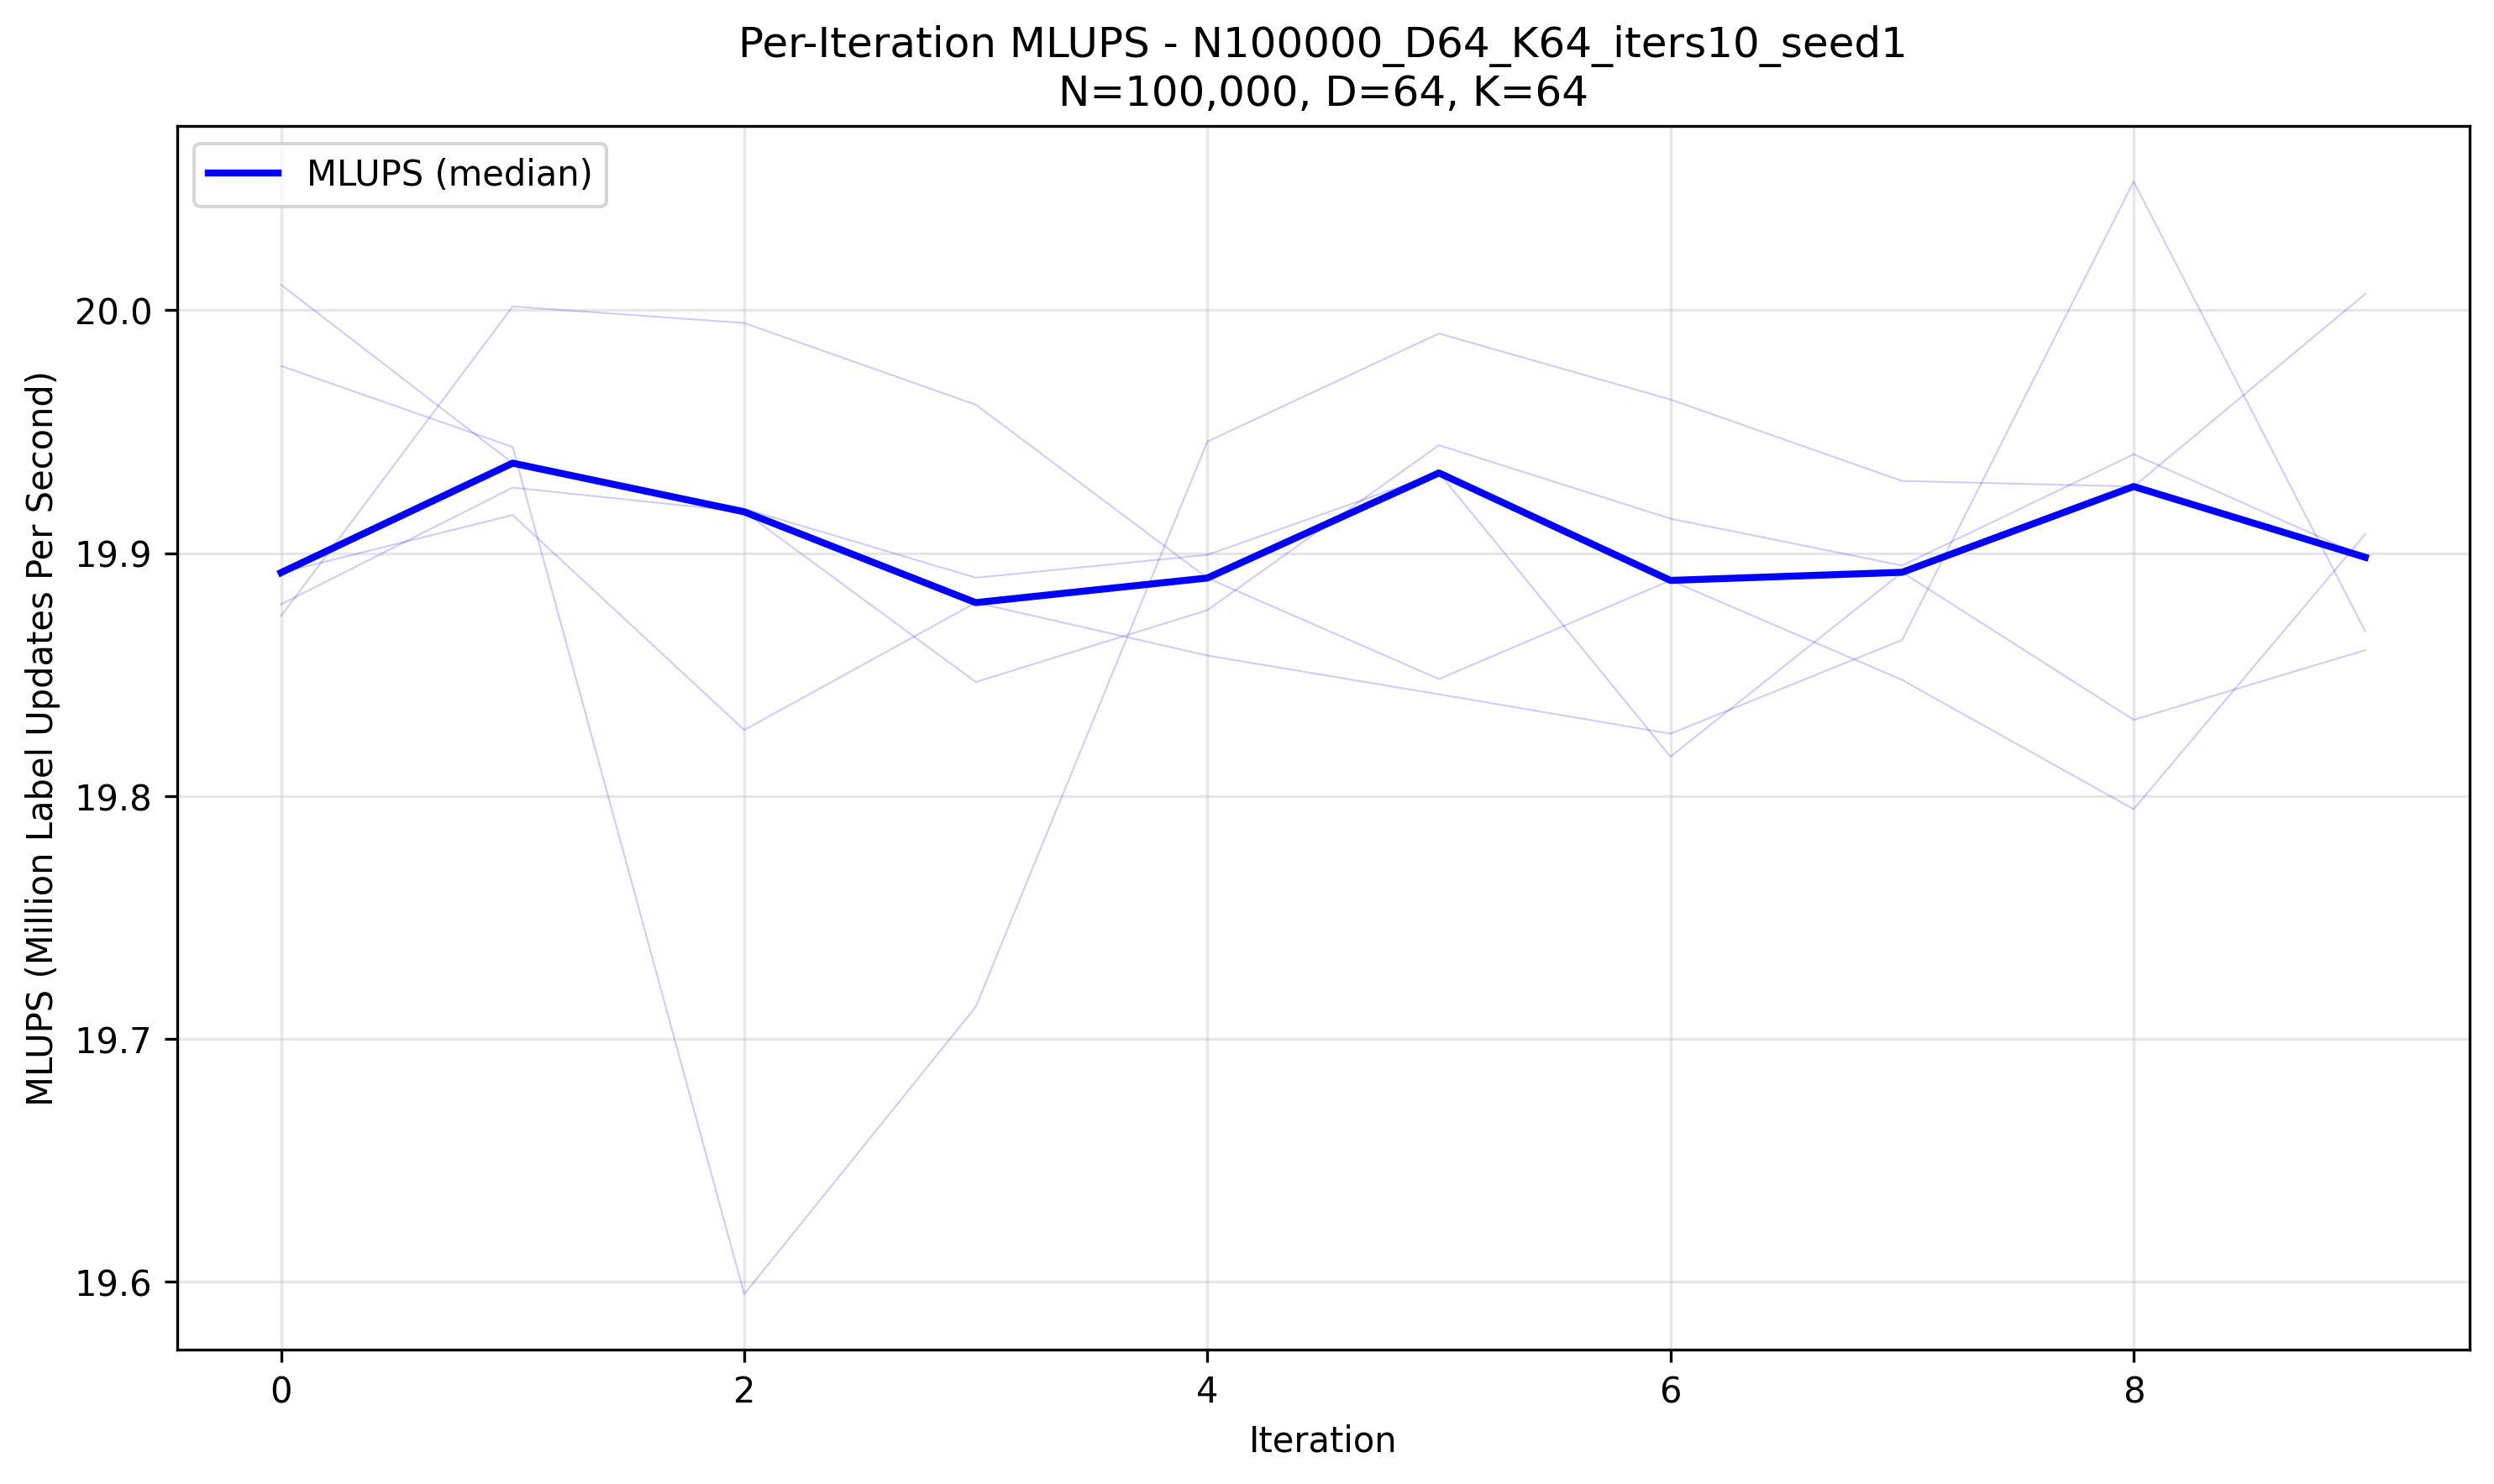 Per-Iteration MLUPS - N100000_D64_K64_iters10_seed1
N=100,000, D=64, K=64
MLUPS (median)
MLUPS (Million Label Updates Per Second)
20.0
19.9
19.8
19.7
19.6
0 2 4 6 8
Iteration